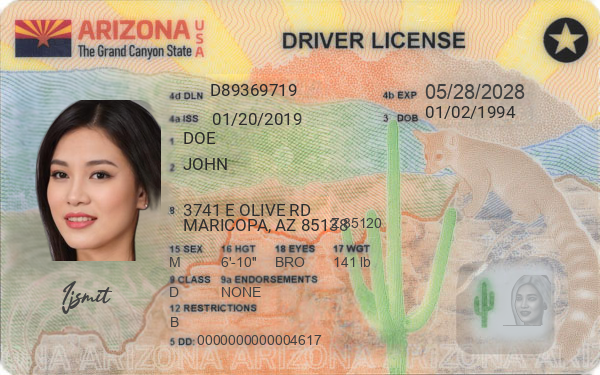 ARIZONA USA
The Grand Canyon State
DRIVER LICENSE
4d DLN D89369719
4b EXP 05/28/2028
4a ISS 01/20/2019
3 DOB 01/02/1994
1 DOE
2 JOHN
8 3741 E OLIVE RD
MARICOPA, AZ 85138
85120
15 SEX M
16 HGT 6'-10"
18 EYES BRO
17 WGT 141 lb
9 CLASS D
9a ENDORSEMENTS NONE
12 RESTRICTIONS
B
Ijsmit
5 DD: 0000000000004617
ARIZONA ARIZONA ARIZONA ARIZONA